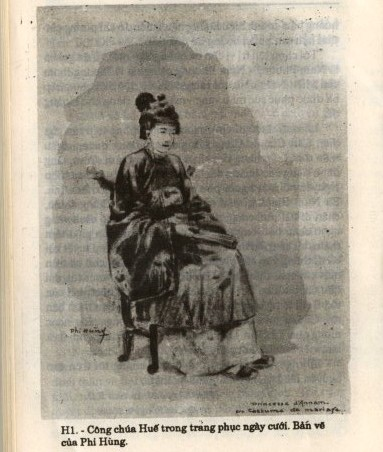 Phi Hùng
Princesse d'Annam.
en Costume de mariage.
H1. - Công chúa Huế trong trang phục ngày cưới. Bản vẽ
của Phi Hùng.